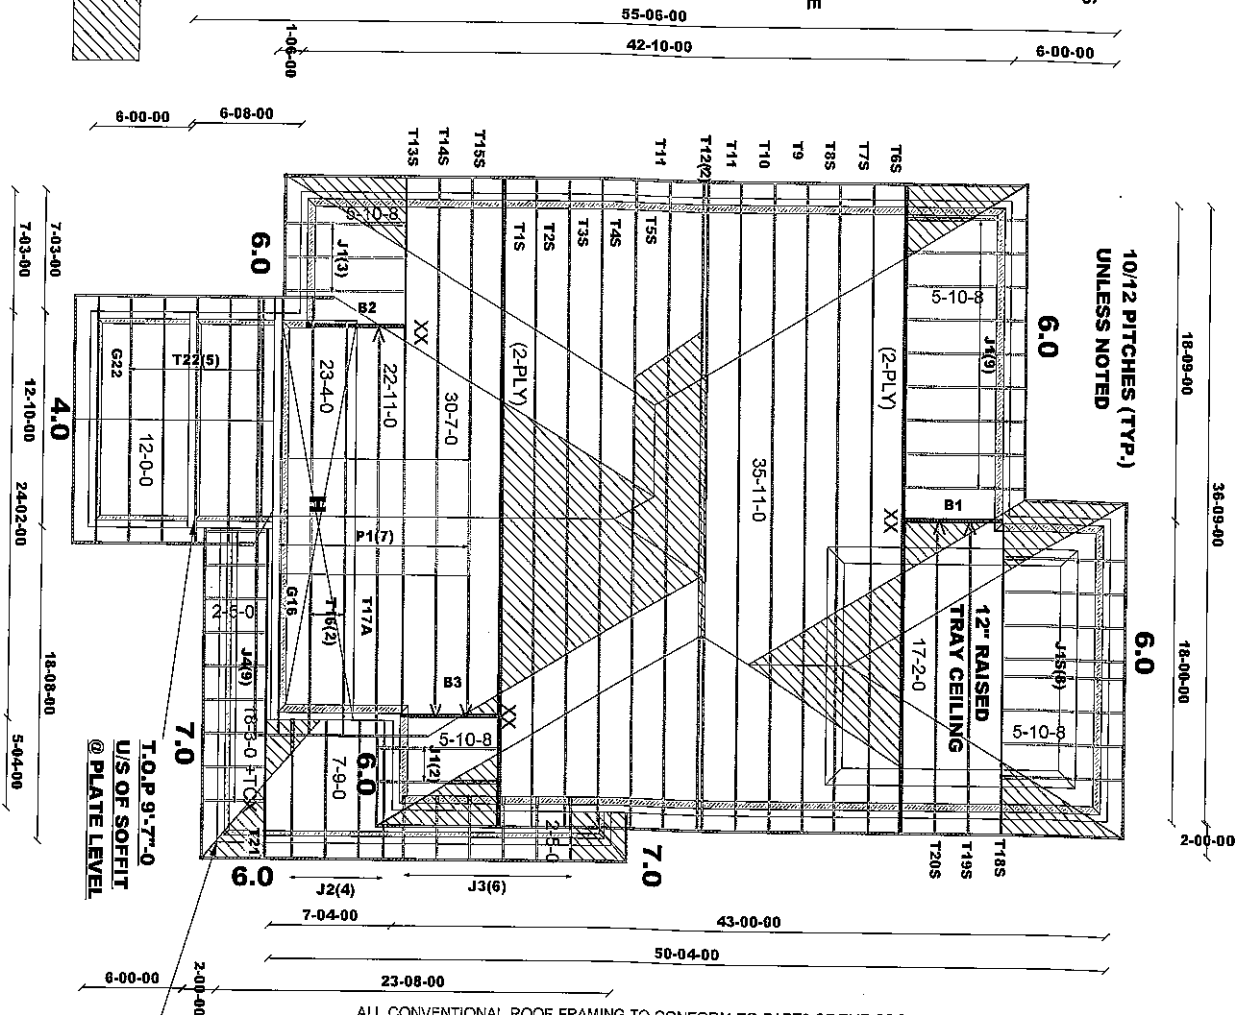 55-06-00
42-10-00
6-00-00
1-06-00
6-00-00
6-08-00
T13S
T14S
T15S
T11
T12(2)
T11
T10
T9
T8S
T7S
T6S
T1S
T2S
T3S
T4S
T5S
10/12 PITCHES (TYP.)
UNLESS NOTED
5-10-8
J1(3)
6.0
B2
XX
(2-PLY)
(2-PLY)
5-10-8
J1(9)
6.0
18-09-00
36-09-00
7-03-00
7-03-00
G22
T22(5)
4.0
12-0-0
12-10-00
24-02-00
23-4-0
22-11-0
30-7-0
35-11-0
H
P1(7)
G16
T16(2)
T17A
XX
B1
12" RAISED
TRAY CEILING
17-2-0
J1S(8)
5-10-8
6.0
18-00-00
2-00-00
2-5-0
J4(9)
18-08-00
5-04-00
B3
XX
5-10-8
J1(2)
6.0
7-9-0
7.0
T.O.P 9'-7"-0
U/S OF SOFFIT
@ PLATE LEVEL
T21
6.0
J2(4)
J3(6)
7.0
T20S
T19S
T18S
7-04-00
43-00-00
50-04-00
6-00-00
2-00-00
23-08-00